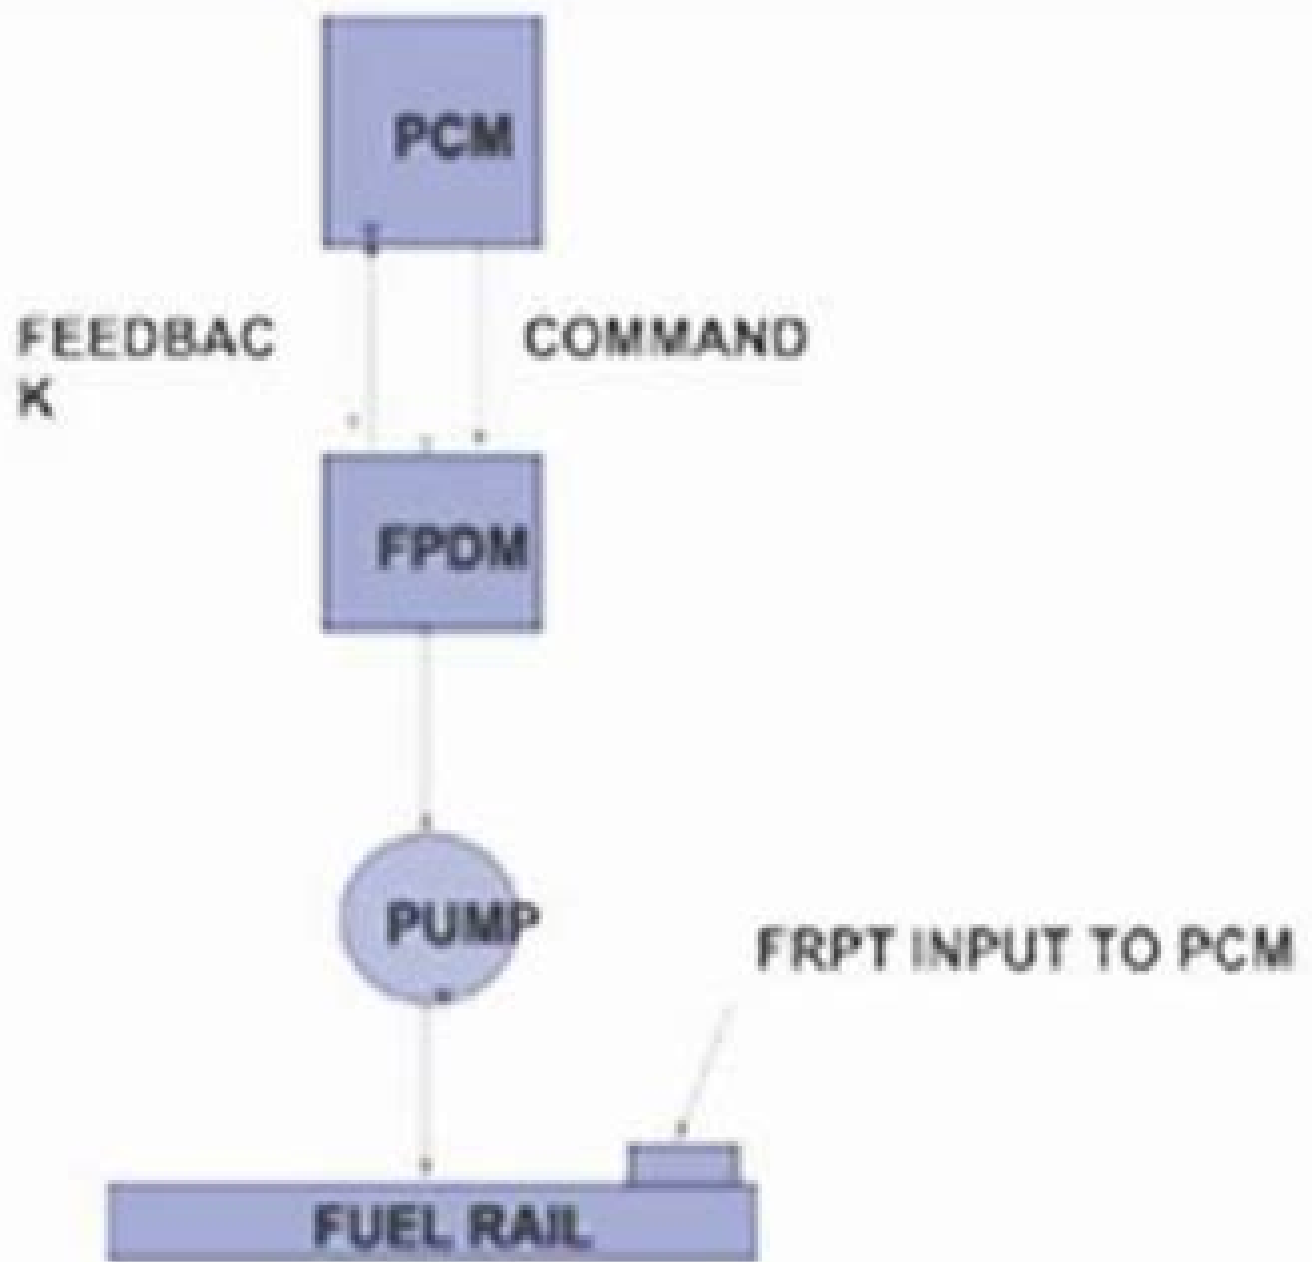 PCM
FEEDBAC
K
COMMAND
FPDM
PUMP
FRPT INPUT TO PCM
FUEL RAIL